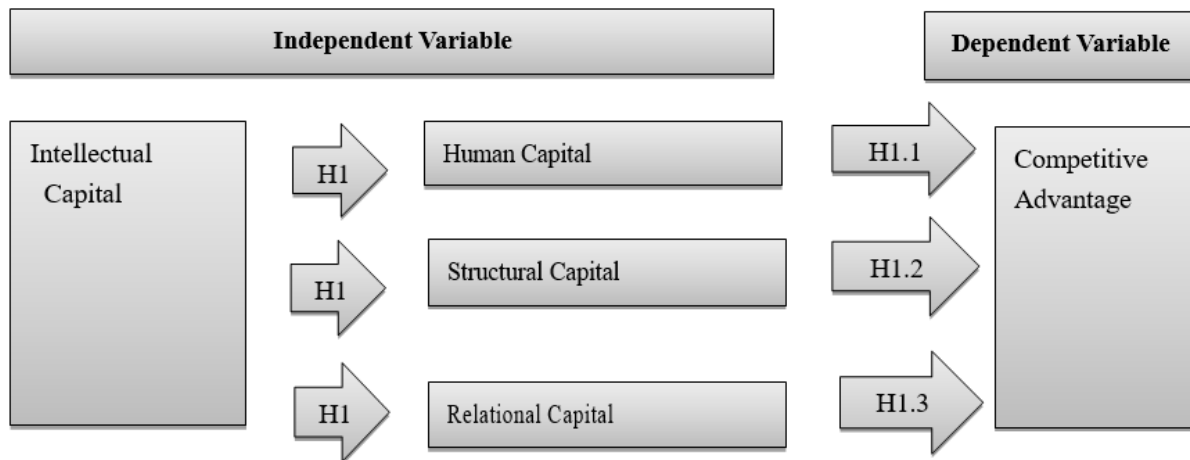 Independent Variable
Dependent Variable
Intellectual
Capital
H1
Human Capital
H1.1
Competitive
Advantage
H1
Structural Capital
H1.2
H1
Relational Capital
H1.3